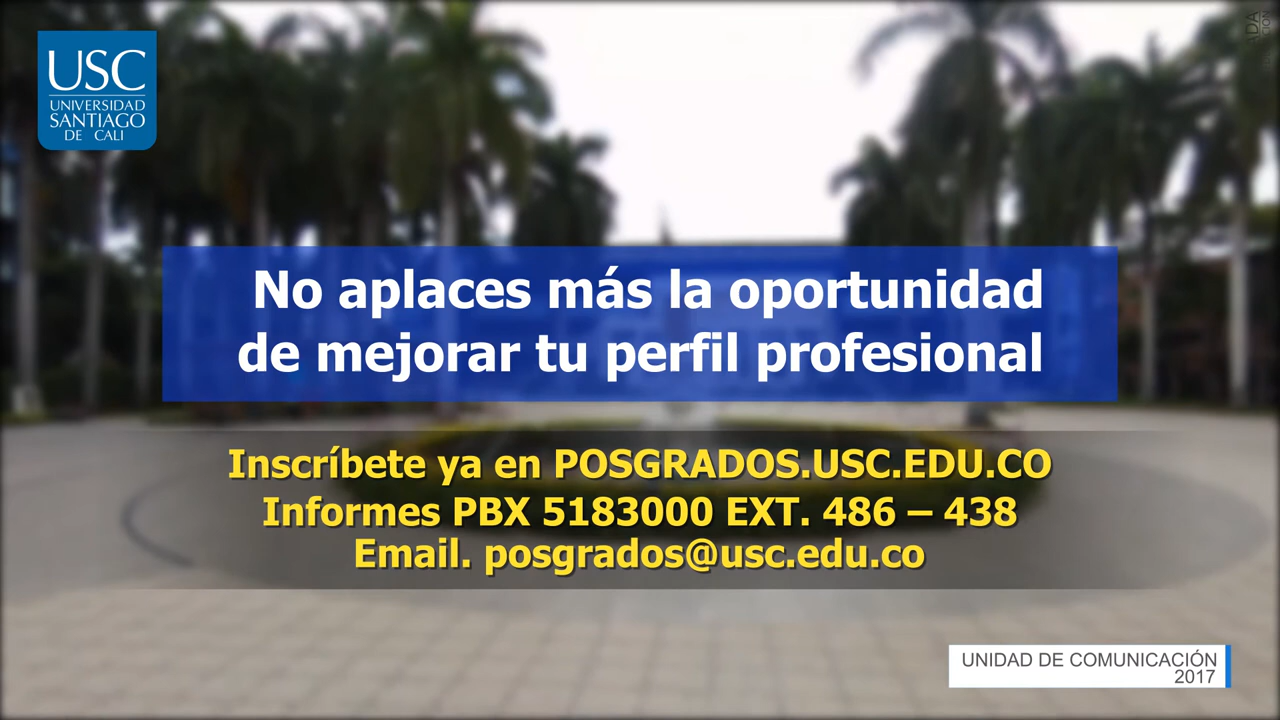 USC
UNIVERSIDAD
SANTIAGO
DE CALI
No aplaces más la oportunidad
de mejorar tu perfil profesional
Inscríbete ya en POSGRADOS.USC.EDU.CO
Informes PBX 5183000 EXT. 486 – 438
Email. posgrados@usc.edu.co
UNIDAD DE COMUNICACIÓN
2017